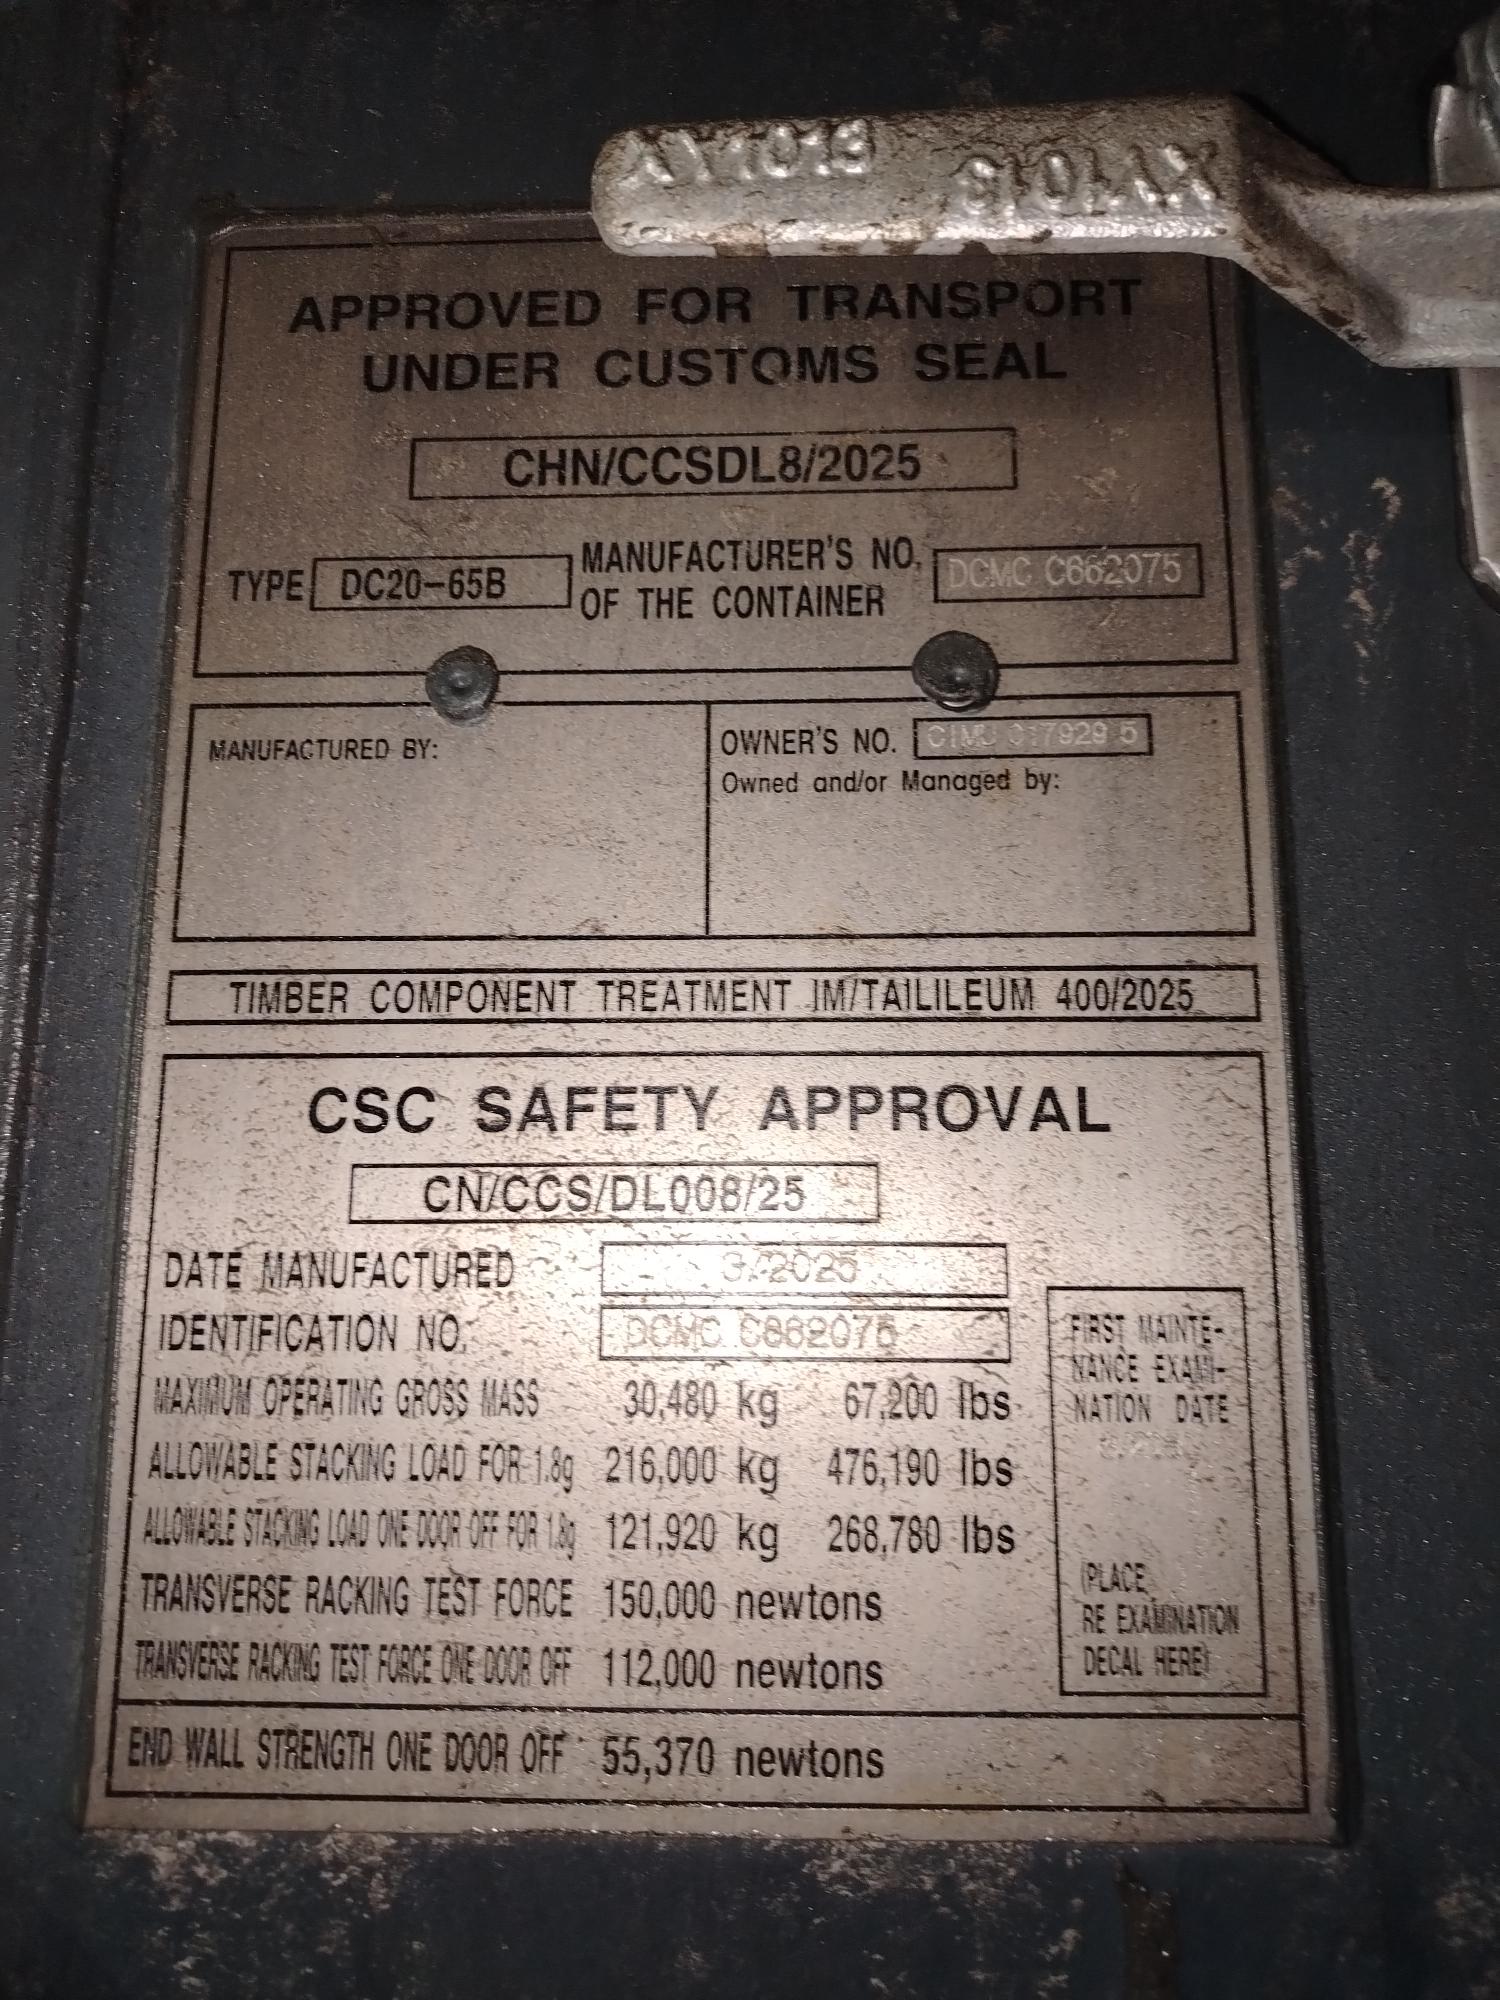 XY1013 XY1013
APPROVED FOR TRANSPORT
UNDER CUSTOMS SEAL
CHN/CCSDL8/2025
TYPE DC20-65B MANUFACTURER'S NO.
OF THE CONTAINER DCMC C662075
MANUFACTURED BY:
OWNER'S NO. 5
Owned and/or Managed by:
TIMBER COMPONENT TREATMENT IM/TAILILEUM 400/2025
CSC SAFETY APPROVAL
CN/CCS/DL008/25
DATE MANUFACTURED 3/2025
IDENTIFICATION NO. DCMC C662075
MAXIMUM OPERATING GROSS MASS 30,480 kg 67,200 lbs
ALLOWABLE STACKING LOAD FOR 1.8g 216,000 kg 476,190 lbs
ALLOWABLE STACKING LOAD ONE DOOR OFF FOR 1.8g 121,920 kg 268,780 lbs
TRANSVERSE RACKING TEST FORCE 150,000 newtons
TRANSVERSE RACKING TEST FORCE ONE DOOR OFF 112,000 newtons
END WALL STRENGTH ONE DOOR OFF 55,370 newtons
FIRST MAINTE-
NANCE EXAMI-
NATION DATE
(PLACE
RE EXAMINATION
DECAL HERE)